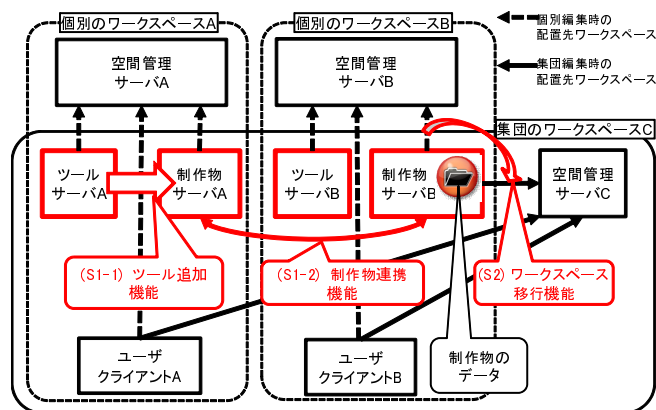 個別のワークスペースA
個別のワークスペースB
個別編集時の
配置先ワークスペース
集団編集時の
配置先ワークスペース
空間管理
サーバA
空間管理
サーバB
集団のワークスペースC
ツール
サーバA
制作物
サーバA
ツール
サーバB
制作物
サーバB
空間管理
サーバC
(S1-1) ツール追加
機能
(S1-2) 制作物連携
機能
(S2) ワークスペース
移行機能
ユーザ
クライアントA
ユーザ
クライアントB
制作物の
データ